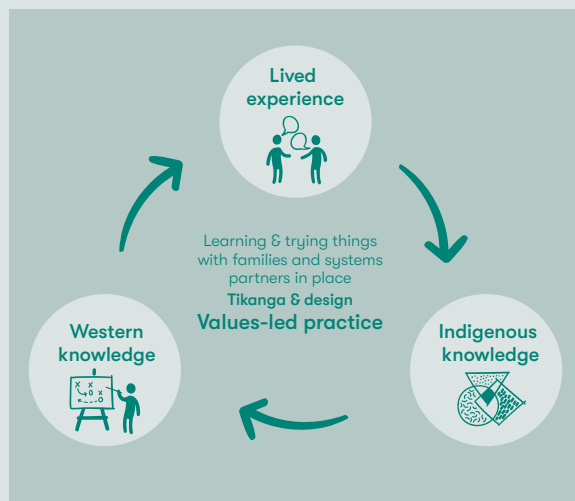 Lived
experience
Learning & trying things
with families and systems
partners in place
Tikanga & design
Values-led practice
Western
knowledge
Indigenous
knowledge